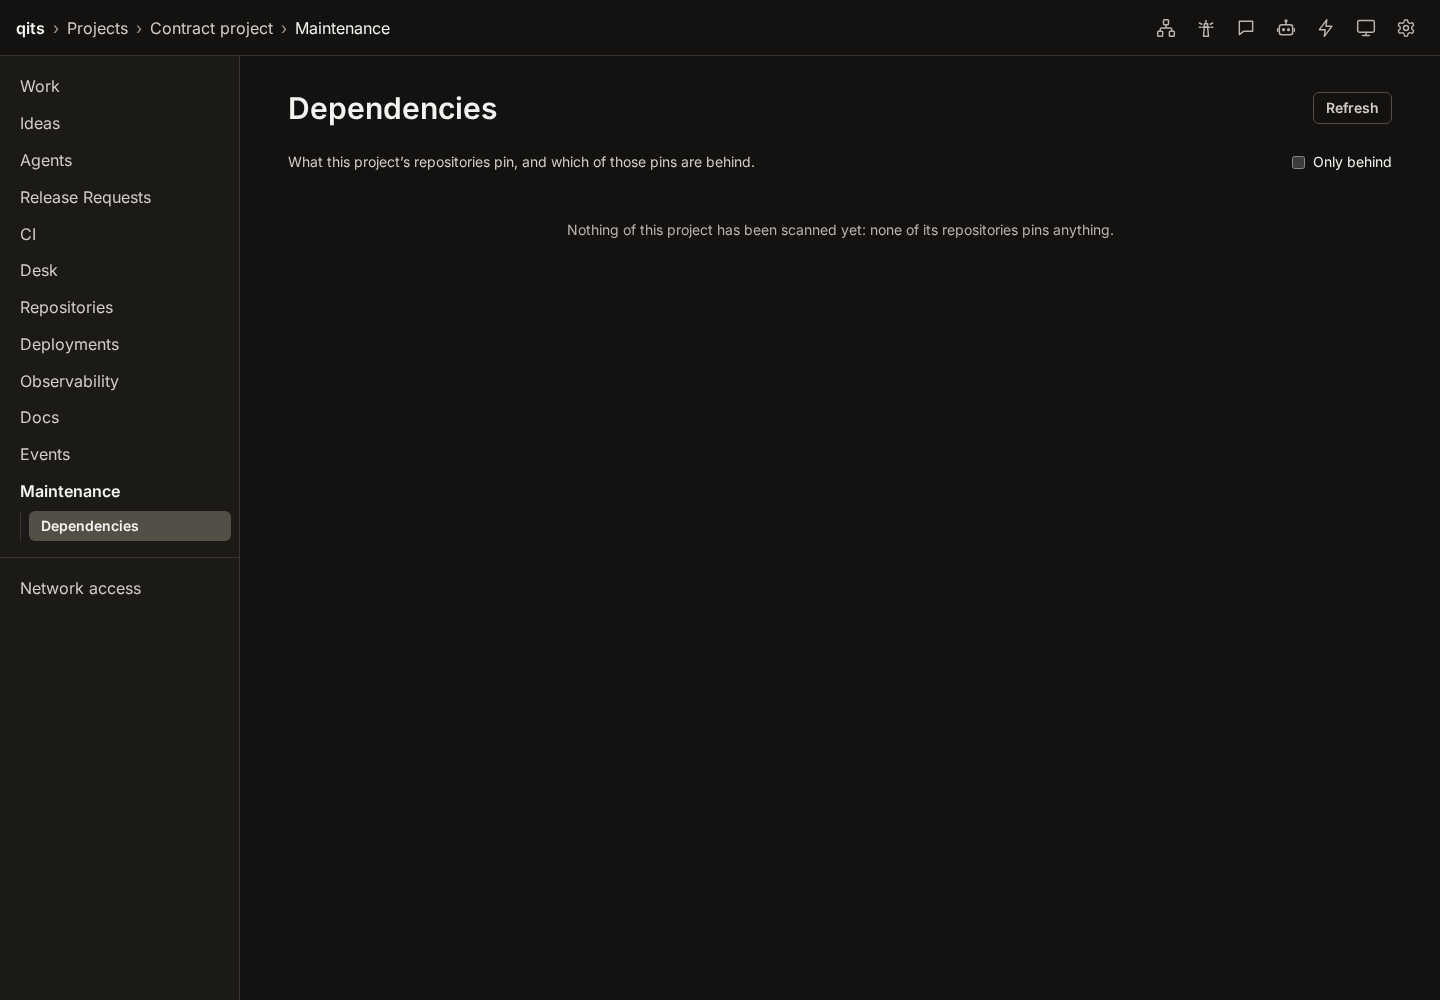 qits › Projects › Contract project › Maintenance
Work
Ideas
Agents
Release Requests
CI
Desk
Repositories
Deployments
Observability
Docs
Events
Maintenance
Dependencies
Network access
Dependencies
Refresh
What this project’s repositories pin, and which of those pins are behind.
Only behind
Nothing of this project has been scanned yet: none of its repositories pins anything.